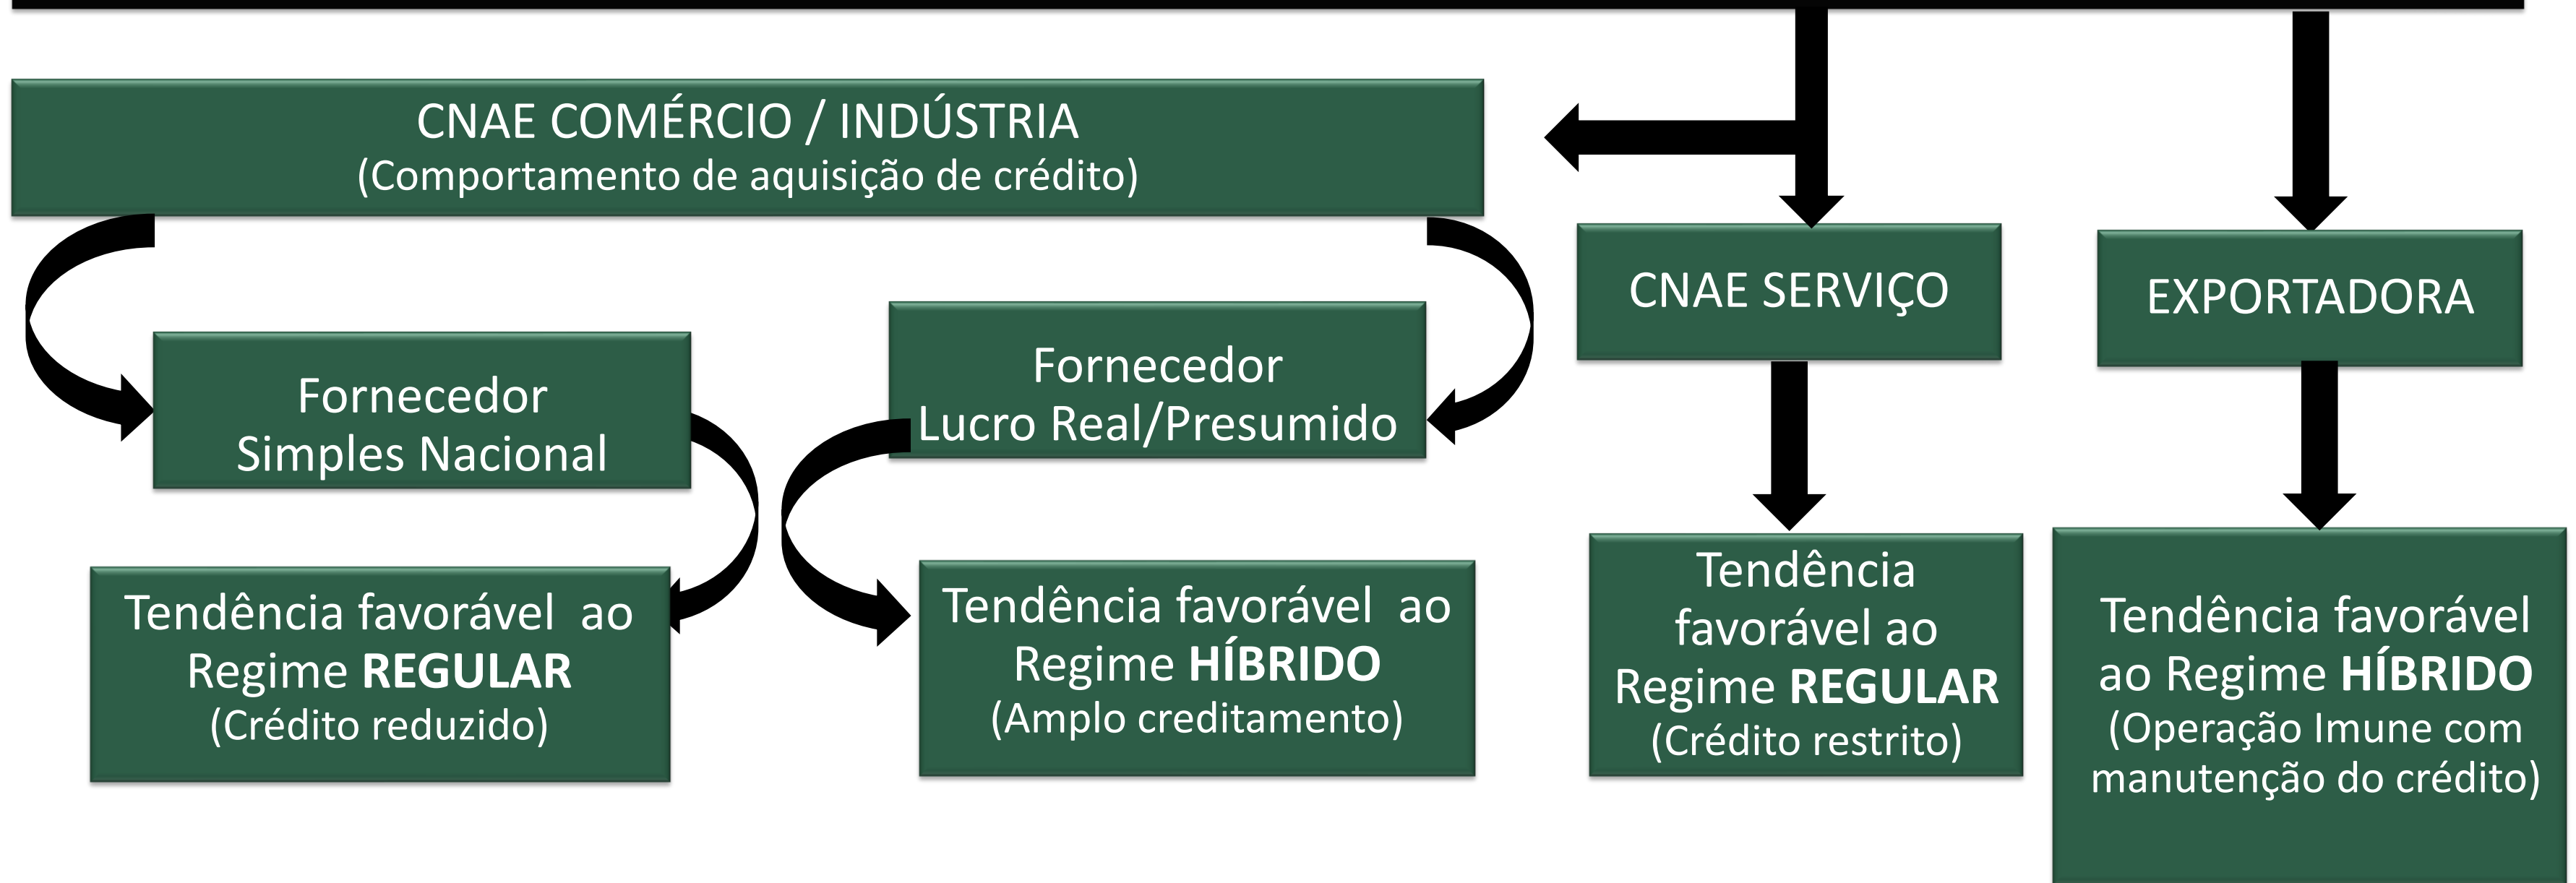 CNAE COMÉRCIO / INDÚSTRIA
(Comportamento de aquisição de crédito)
CNAE SERVIÇO
EXPORTADORA
Fornecedor
Simples Nacional
Fornecedor
Lucro Real/Presumido
Tendência favorável ao
Regime REGULAR
(Crédito reduzido)
Tendência favorável ao
Regime HÍBRIDO
(Amplo creditamento)
Tendência
favorável ao
Regime REGULAR
(Crédito restrito)
Tendência favorável
ao Regime HÍBRIDO
(Operação Imune com
manutenção do crédito)